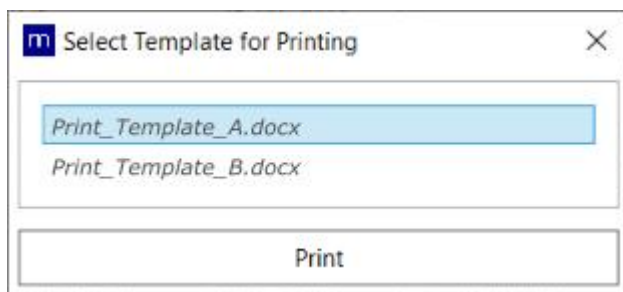 m Select Template for Printing
Print_Template_A.docx
Print_Template_B.docx
Print